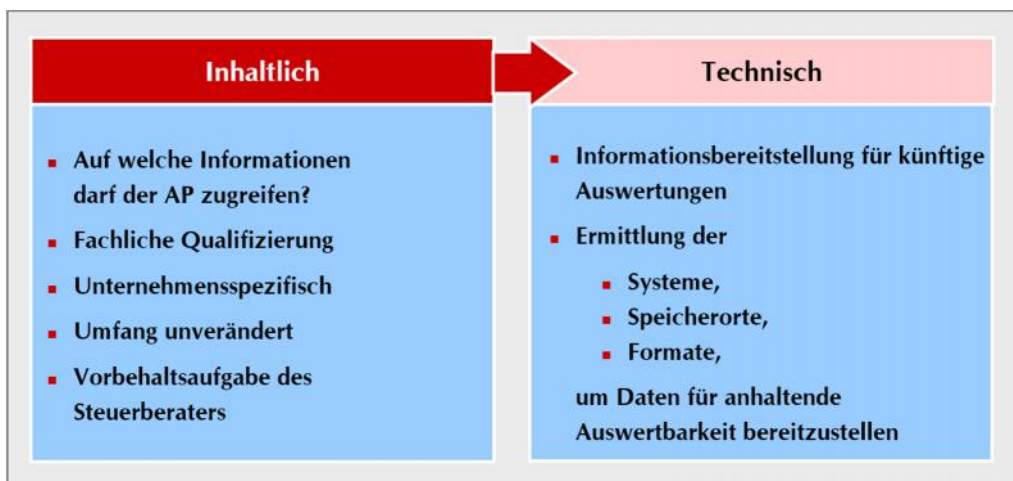 Inhaltlich
Auf welche Informationen
darf der AP zugreifen?
Fachliche Qualifizierung
Unternehmensspezifisch
Umfang unverändert
Vorbehaltsaufgabe des
Steuerberaters
Technisch
Informationsbereitstellung für künftige
Auswertungen
Ermittlung der
Systeme,
Speicherorte,
Formate,
um Daten für anhaltende
Auswertbarkeit bereitzustellen